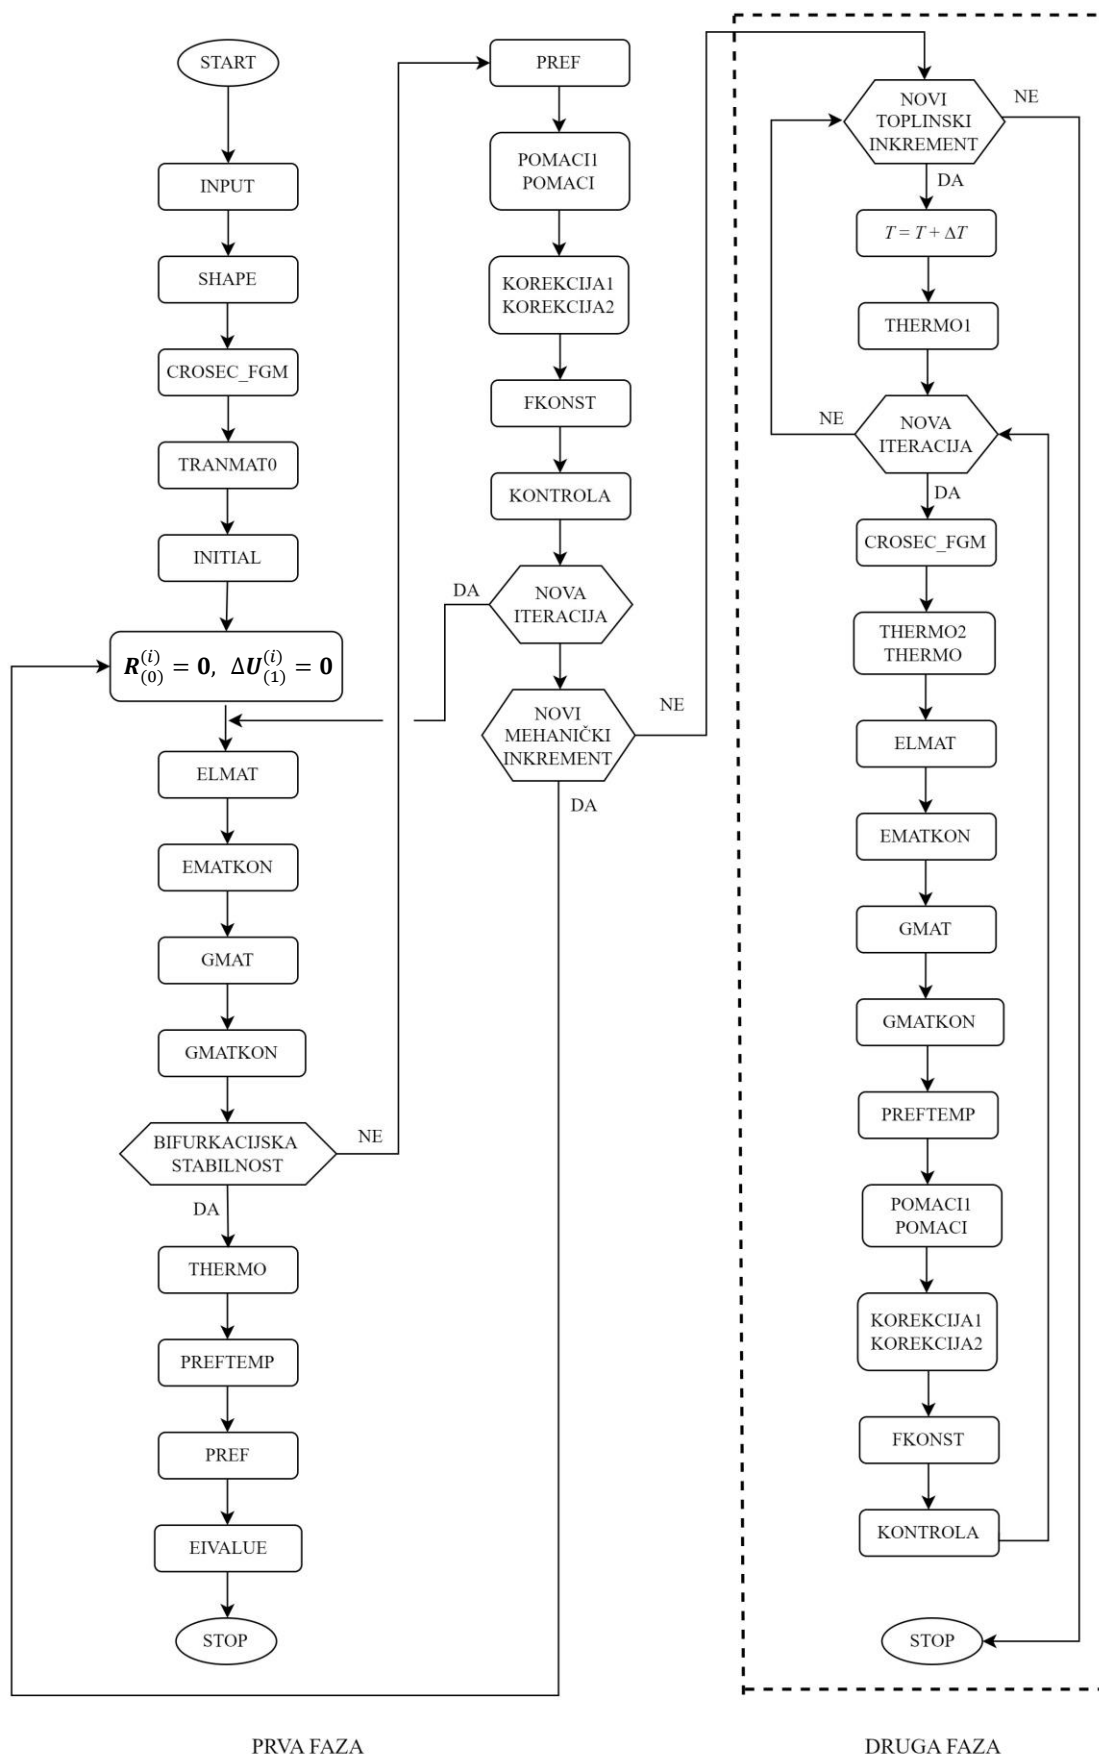 START
INPUT
SHAPE
CROSEC_FGM
TRANMAT0
INITIAL
R₍₀₎⁽ⁱ⁾ = 0, ΔU₍₁₎⁽ⁱ⁾ = 0
ELMAT
EMATKON
GMAT
GMATKON
BIFURKACIJSKA
STABILNOST
NE
DA
THERMO
PREFTEMP
PREF
EIVALUE
STOP
PREF
POMACI1
POMACI
KOREKCIJA1
KOREKCIJA2
FKONST
KONTROLA
DA
NOVA
ITERACIJA
NOVI
MEHANIČKI
INKREMENT
NE
DA
NOVI
TOPLINSKI
INKREMENT
NE
DA
T = T + ΔT
THERMO1
NE
NOVA
ITERACIJA
DA
CROSEC_FGM
THERMO2
THERMO
ELMAT
EMATKON
GMAT
GMATKON
PREFTEMP
POMACI1
POMACI
KOREKCIJA1
KOREKCIJA2
FKONST
KONTROLA
STOP
PRVA FAZA
DRUGA FAZA